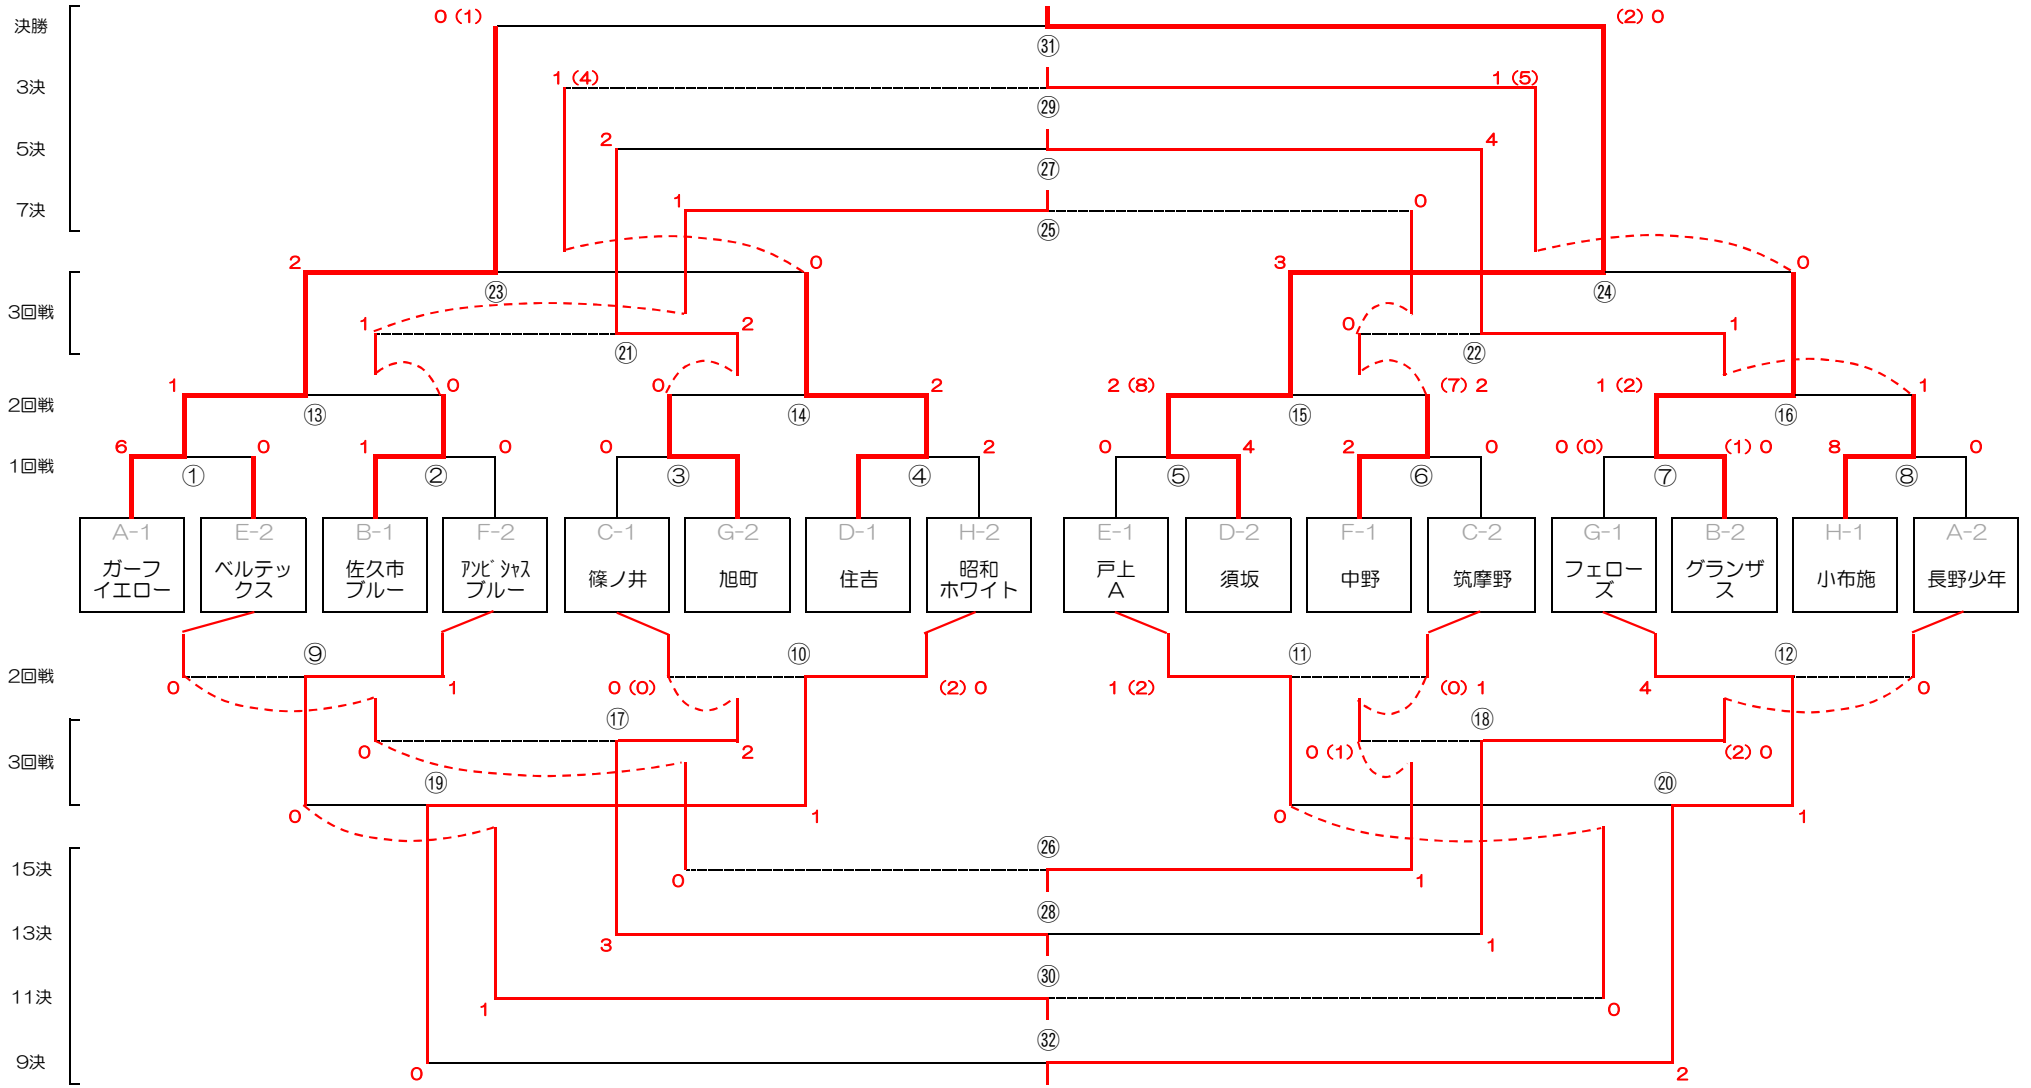 決勝
0 (1)
(2) 0
㉛
3決
1 (4)
1 (5)
㉙
5決
2
4
㉗
7決
1
0
㉕
2
0
3
0
㉓
㉔
3回戦
1
2
0
1
㉑
㉒
1
0
0
2
2 (8)
(7) 2
1 (2)
1
2回戦
⑬
⑭
⑮
⑯
6
0
1
0
0
2
0
4
2
0
0 (0)
(1) 0
8
0
1回戦
①
②
③
④
⑤
⑥
⑦
⑧
A-1
E-2
B-1
F-2
C-1
G-2
D-1
H-2
E-1
D-2
F-1
C-2
G-1
B-2
H-1
A-2
ガーフ
イエロー
ベルテッ
クス
佐久市
ブルー
ｱﾝﾋﾞｼｬｽ
ブルー
篠ノ井
旭町
住吉
昭和
ホワイト
戸上
A
須坂
中野
筑摩野
フェロー
ズ
グランザ
ス
小布施
長野少年
⑨
⑩
⑪
⑫
2回戦
0
1
0 (0)
(2) 0
1 (2)
(0) 1
4
0
⑰
⑱
0
2
0 (1)
(2) 0
3回戦
⑲
⑳
0
1
0
1
㉖
15決
0
1
㉘
13決
3
1
㉚
11決
1
0
㉜
9決
0
2